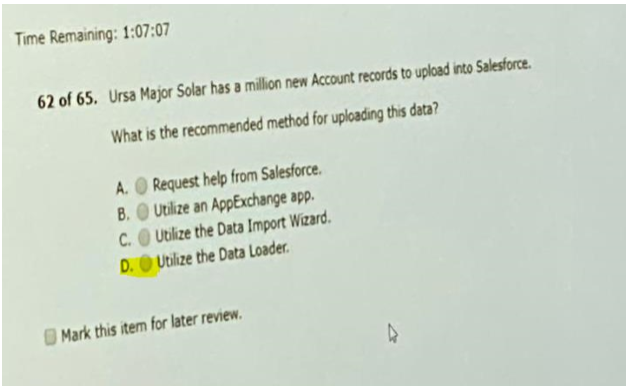 Time Remaining: 1:07:07
62 of 65. Ursa Major Solar has a million new Account records to upload into Salesforce.
What is the recommended method for uploading this data?
A. Request help from Salesforce.
B. Utilize an AppExchange app.
C. Utilize the Data Import Wizard.
D. Utilize the Data Loader.
Mark this item for later review.